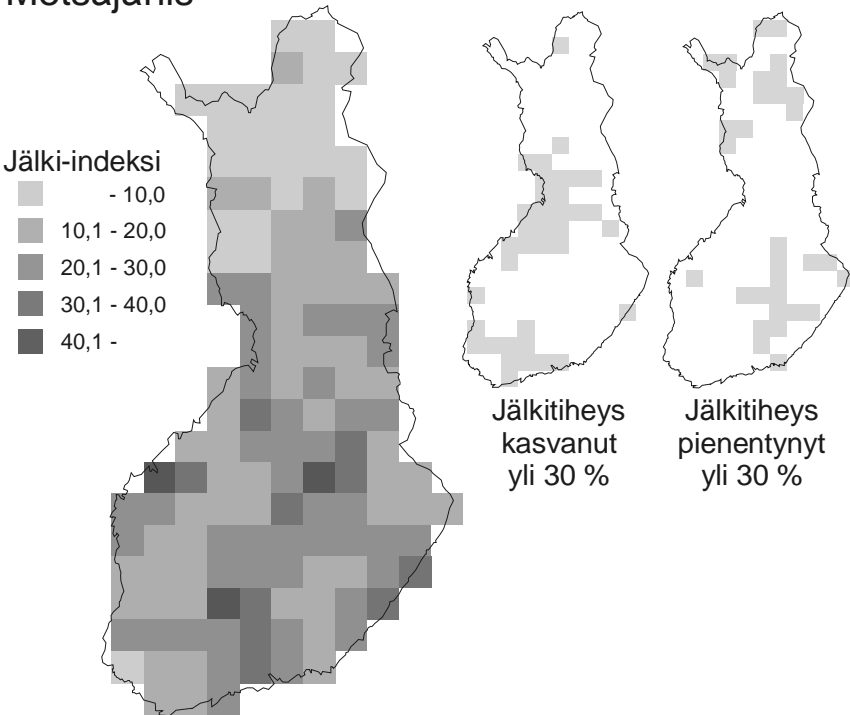 Metsäjänis
Jälki-indeksi
- 10,0
10,1 - 20,0
20,1 - 30,0
30,1 - 40,0
40,1 -
Jälkitiheys
kasvanut
yli 30 %
Jälkitiheys
pienentynyt
yli 30 %